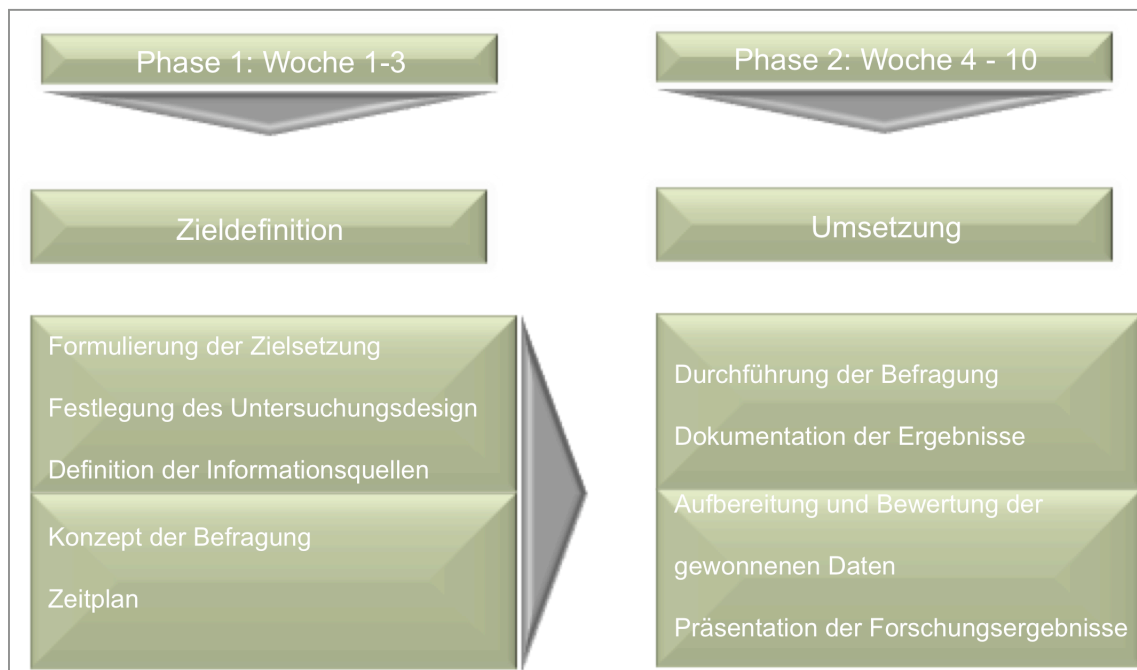 Phase 1: Woche 1-3
Zieldefinition
Formulierung der Zielsetzung
Festlegung des Untersuchungsdesign
Definition der Informationsquellen
Konzept der Befragung
Zeitplan
Phase 2: Woche 4 - 10
Umsetzung
Durchführung der Befragung
Dokumentation der Ergebnisse
Aufbereitung und Bewertung der
gewonnenen Daten
Präsentation der Forschungsergebnisse